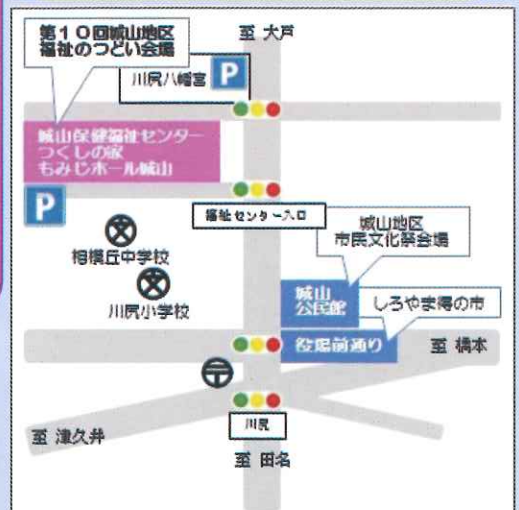 第10回城山地区
福祉のつどい会場
至 大戸
川尻八幡宮
P
城山保健福祉センター
つくしの家
もみじホール城山
P
福祉センター入口
相模丘中学校
城山地区
市民文化祭会場
川尻小学校
城山
公民館
しろやま得の市
役場前通り
至 橋本
川尻
至 津久井
至 田名